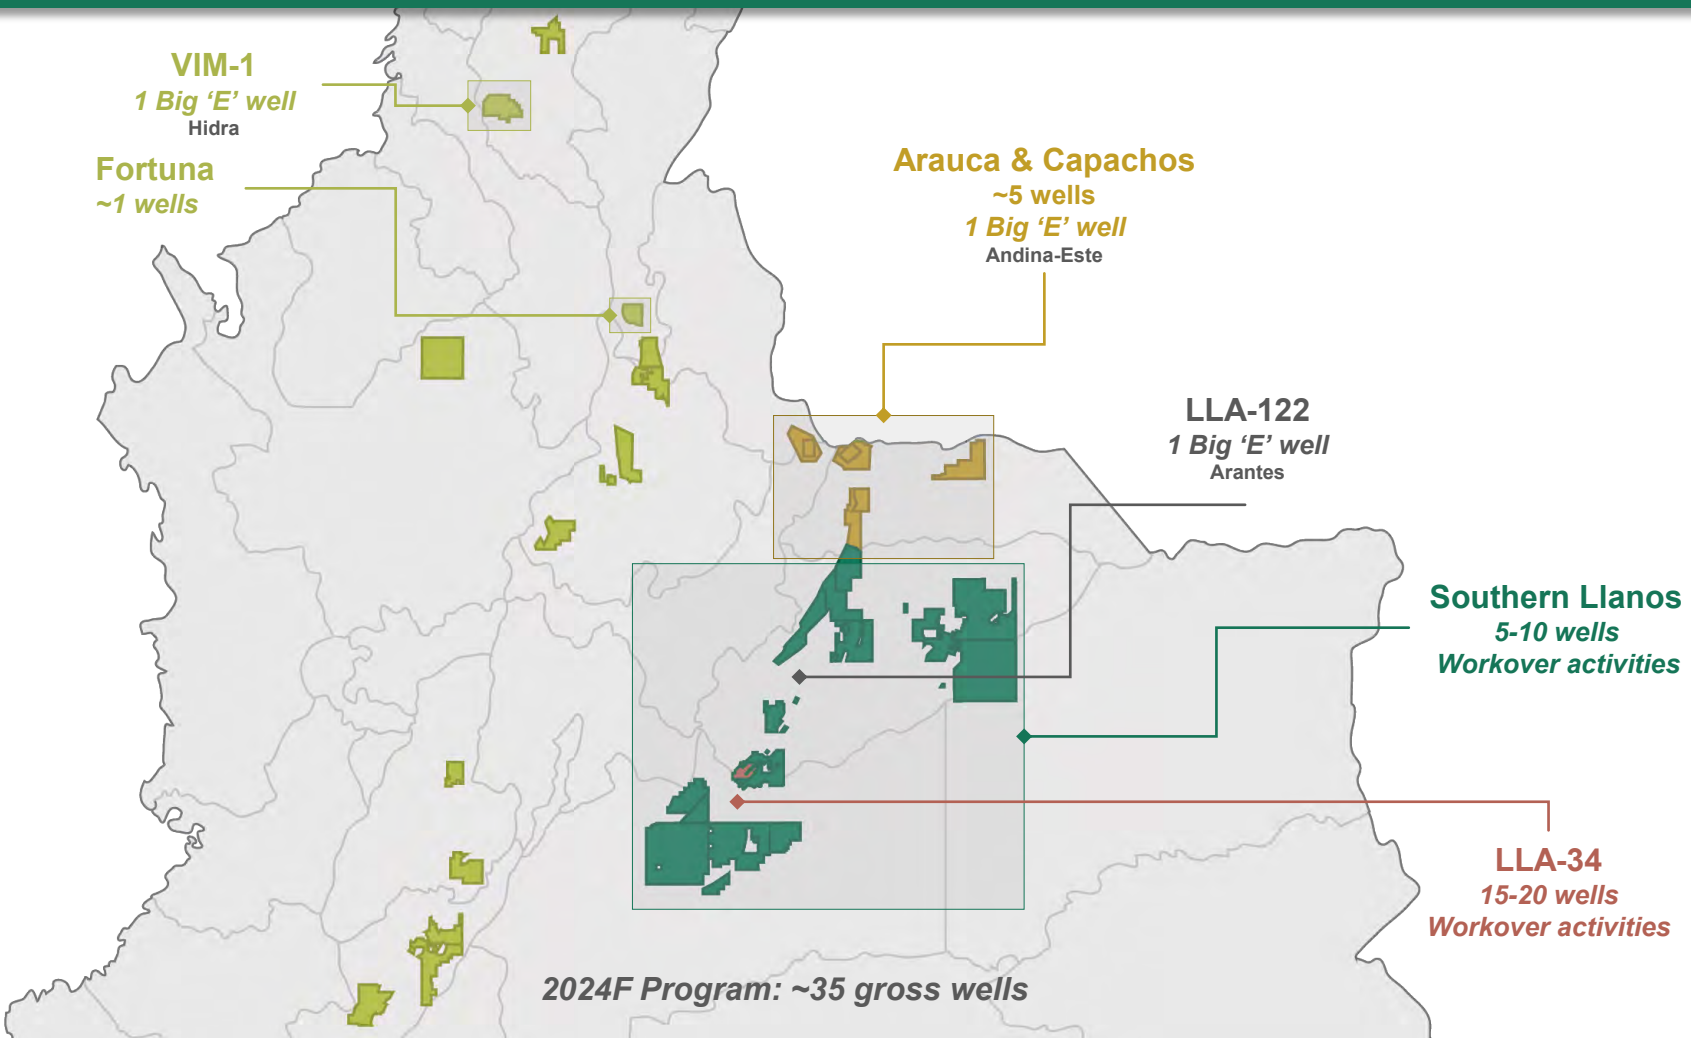 VIM-1
1 Big ‘E’ well
Hidra
Fortuna
~1 wells
Arauca & Capachos
~5 wells
1 Big ‘E’ well
Andina-Este
LLA-122
1 Big ‘E’ well
Arantes
Southern Llanos
5-10 wells
Workover activities
LLA-34
15-20 wells
Workover activities
2024F Program: ~35 gross wells